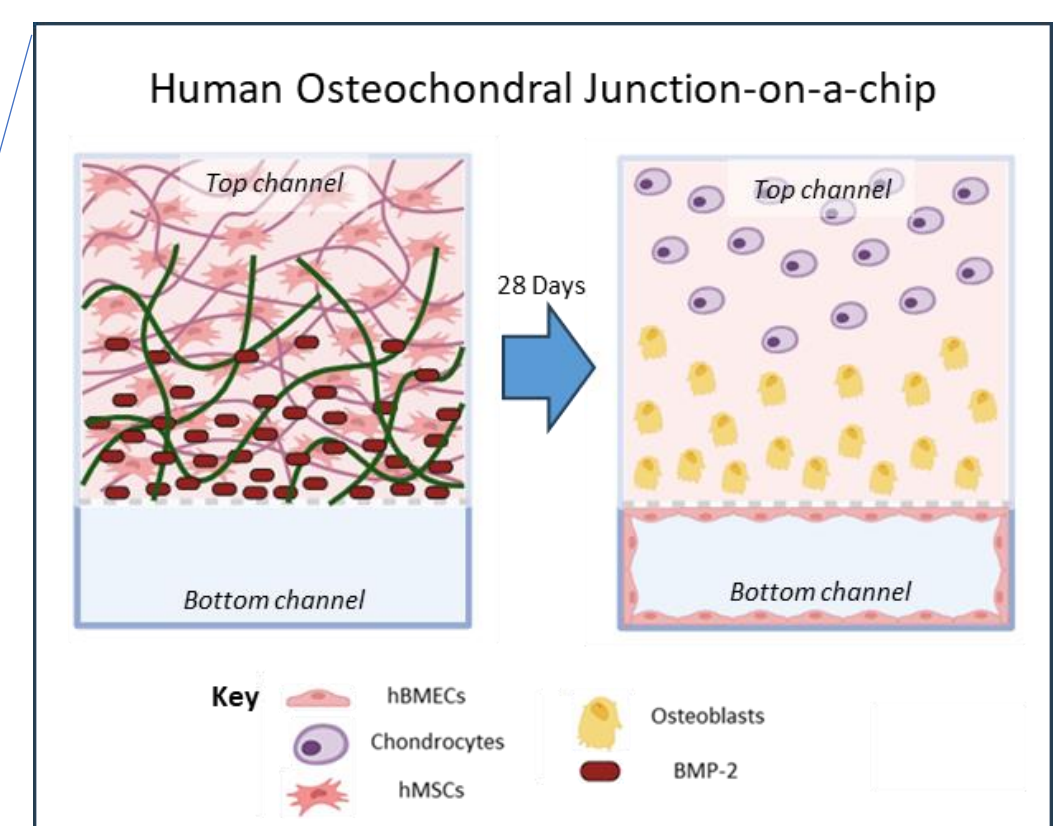 Human Osteochondral Junction-on-a-chip
Top channel
28 Days
Top channel
Bottom channel
Bottom channel
Key
hBMECs
Chondrocytes
hMSCs
Osteoblasts
BMP-2